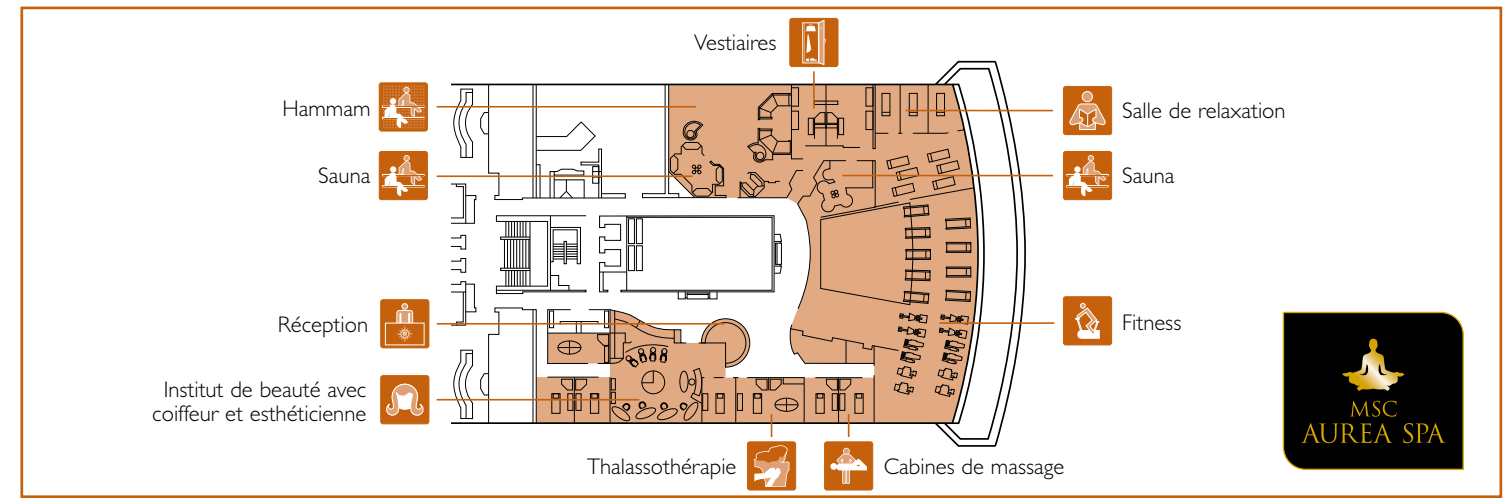 Vestiaires
Hammam
Salle de relaxation
Sauna
Sauna
Réception
Fitness
Institut de beauté avec
coiffeur et esthéticienne
Thalassothérapie
Cabines de massage
MSC
AUREA SPA